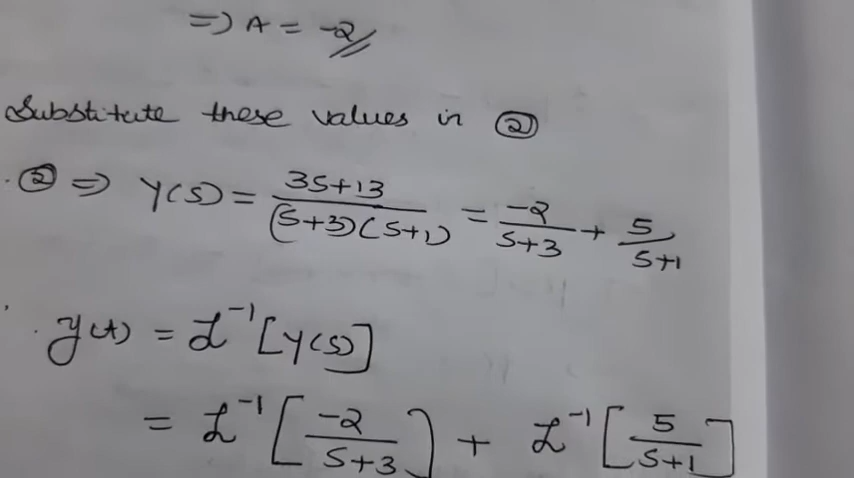 ⇒ A = -2
Substitute these values in ②
② ⇒ Y(S) = 3S+13/(S+3)(S+1) = -2/S+3 + 5/S+1
y(t) = L⁻¹[Y(S)]
= L⁻¹[-2/S+3] + L⁻¹[5/S+1]